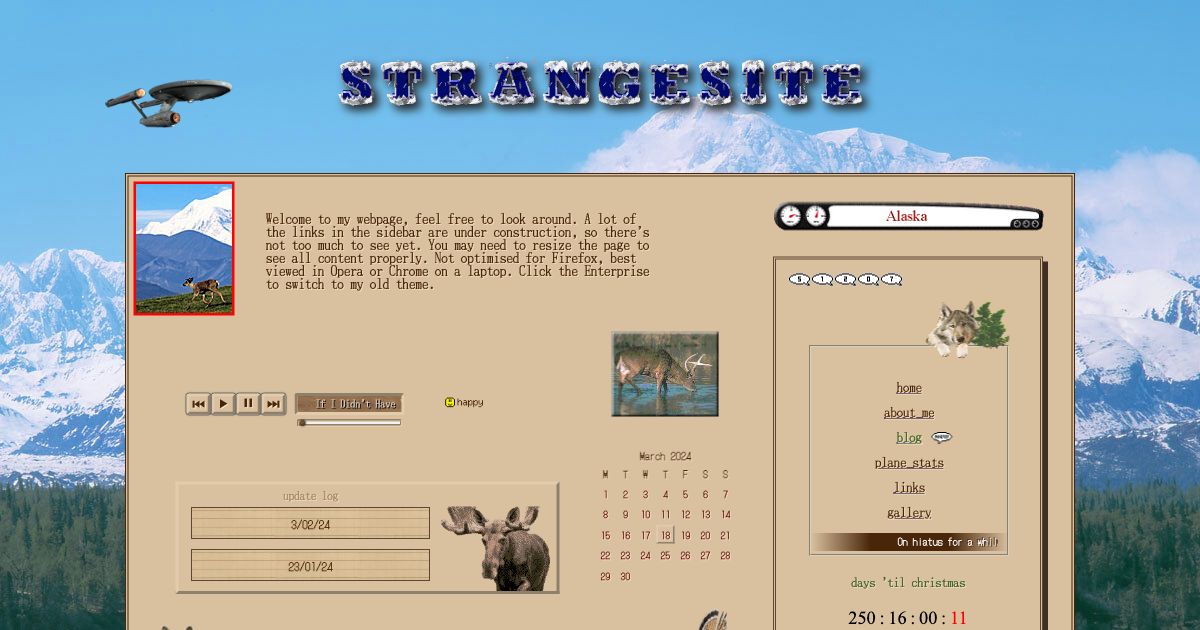 STRANGESITE
Welcome to my webpage, feel free to look around. A lot of
the links in the sidebar are under construction, so there's
not too much to see yet. You may need to resize the page to
see all content properly. Not optimised for Firefox, best
viewed in Opera or Chrome on a laptop. Click the Enterprise
to switch to my old theme.
Alaska
5 1 8 0 7
home
about_me
blog
plane_stats
links
gallery
On hiatus for a whil
days 'til christmas
250 : 16 : 00 : 11
If I Didn't Have
happy
update log
3/02/24
23/01/24
March 2024
M T W T F S S
1 2 3 4 5 6 7
8 9 10 11 12 13 14
15 16 17 18 19 20 21
22 23 24 25 26 27 28
29 30